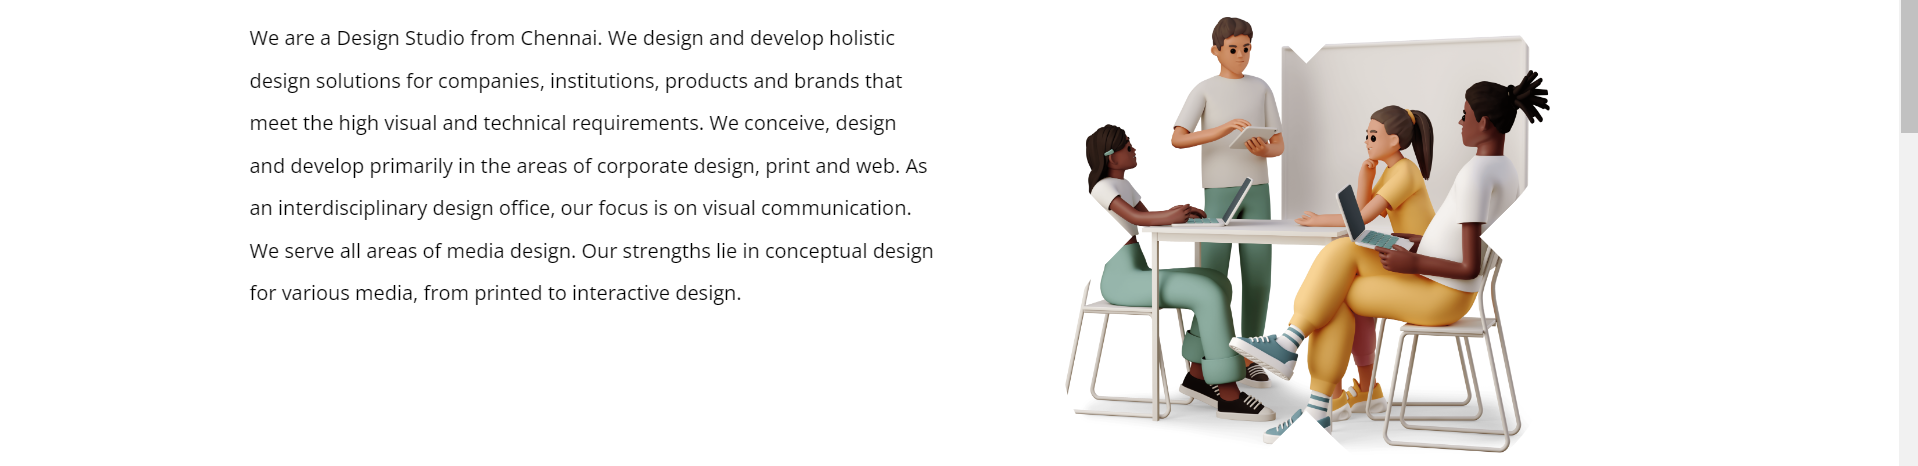 We are a Design Studio from Chennai. We design and develop holistic
design solutions for companies, institutions, products and brands that
meet the high visual and technical requirements. We conceive, design
and develop primarily in the areas of corporate design, print and web. As
an interdisciplinary design office, our focus is on visual communication.
We serve all areas of media design. Our strengths lie in conceptual design
for various media, from printed to interactive design.